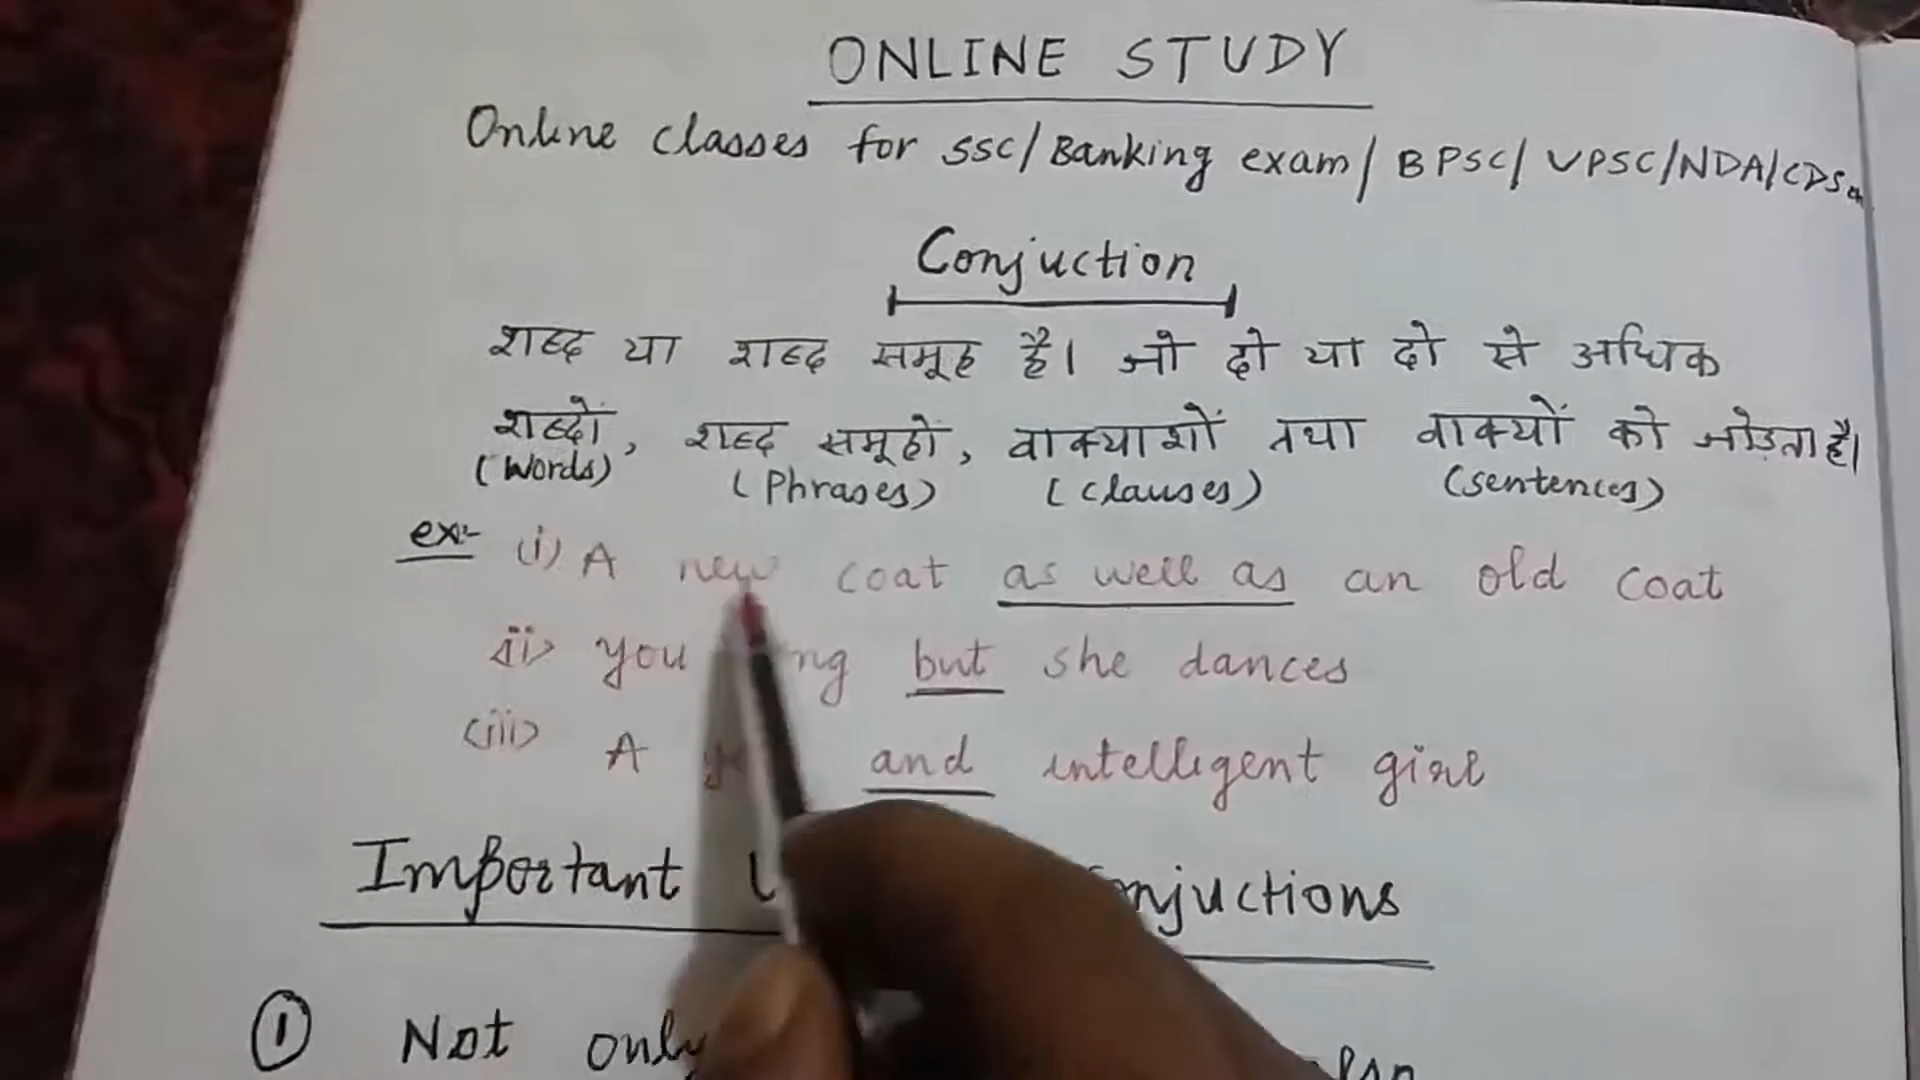 ONLINE STUDY
Online classes for SSC/Banking exam/BPSC/UPSC/NDA/CDS
Conjuction
शब्द या शब्द समूह है। जो दो या दो से अधिक
शब्दों, शब्द समूहो, वाक्याशों तथा वाक्यों को जोड़ता है।
(Words) (Phrases) (clauses) (sentences)
ex:- (i) A new coat as well as an old coat
(ii) you but she dances
(iii) A and intelligent girl
Important
① Not only